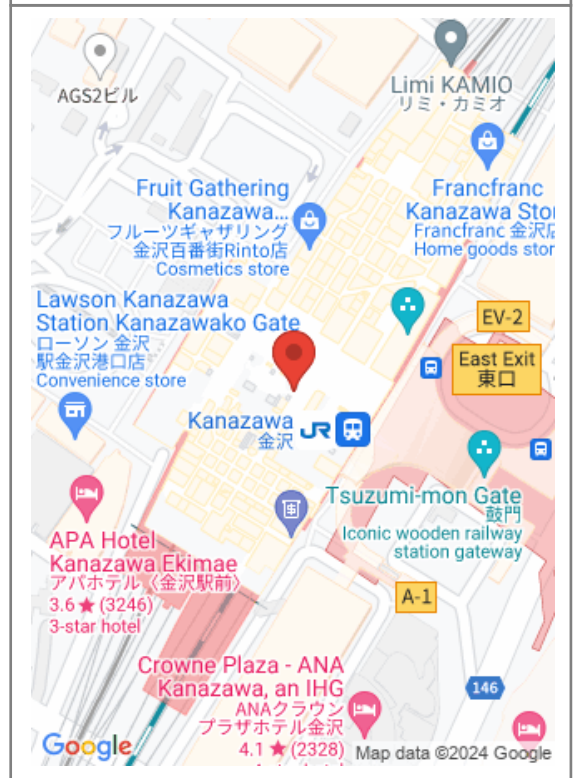 AGS2ビル
Limi KAMIO
リミ・カミオ
Fruit Gathering
Kanazawa...
フルーツギャザリング
金沢百番街Rinto店
Cosmetics store
Francfranc
Kanazawa Sto
Francfranc 金沢店
Home goods stor
Lawson Kanazawa
Station Kanazawako Gate
ローソン 金沢
駅金沢港口店
Convenience store
EV-2
East Exit
東口
Kanazawa
金沢
JR
Tsuzumi-mon Gate
鼓門
Iconic wooden railway
station gateway
APA Hotel
Kanazawa Ekimae
アパホテル〈金沢駅前〉
3.6★(3246)
3-star hotel
A-1
Crowne Plaza - ANA
Kanazawa, an IHG
ANAクラウン
プラザホテル金沢
4.1★(2328)
146
Google
Map data ©2024 Google